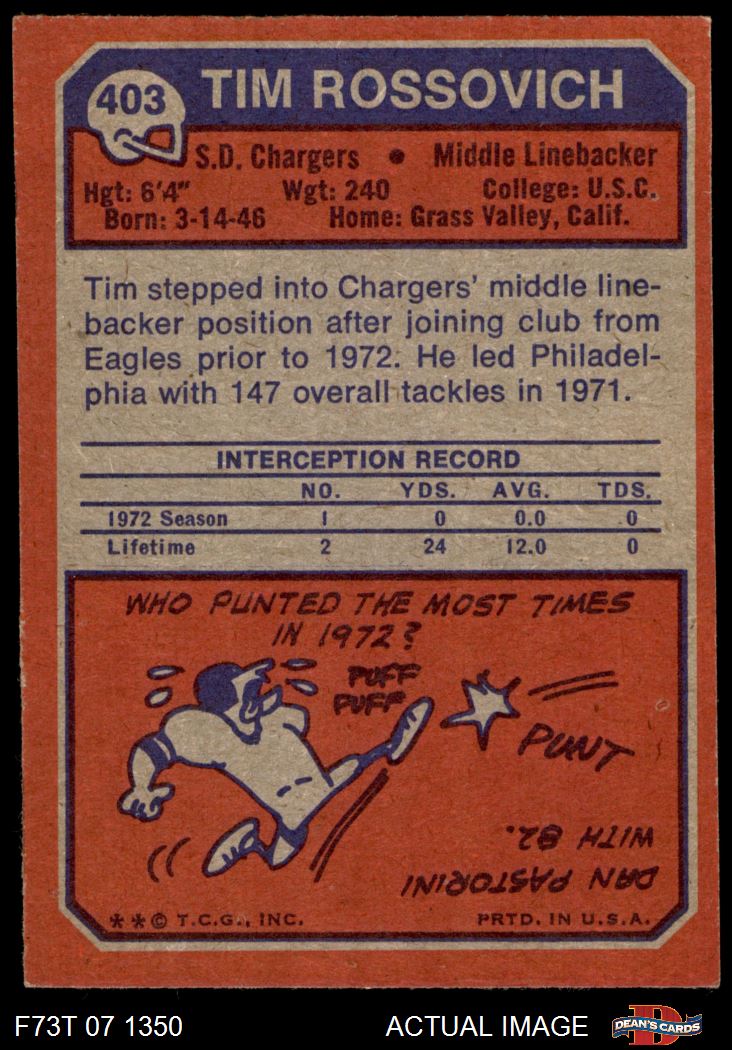 403
TIM ROSSOVICH
S.D. Chargers • Middle Linebacker
Hgt: 6'4" Wgt: 240 College: U.S.C.
Born: 3-14-46 Home: Grass Valley, Calif.
Tim stepped into Chargers' middle line-
backer position after joining club from
Eagles prior to 1972. He led Philadel-
phia with 147 overall tackles in 1971.
INTERCEPTION RECORD
NO. YDS. AVG. TDS.
1972 Season 1 0 0.0 0
Lifetime 2 24 12.0 0
WHO PUNTED THE MOST TIMES
IN 1972?
PUFF
PUFF
PUNT
DAN PASTORINI
WITH 82.
* * © T.C.G., INC. PRTD. IN U.S.A.
F73T 07 1350 ACTUAL IMAGE
D
DEAN'S CARDS